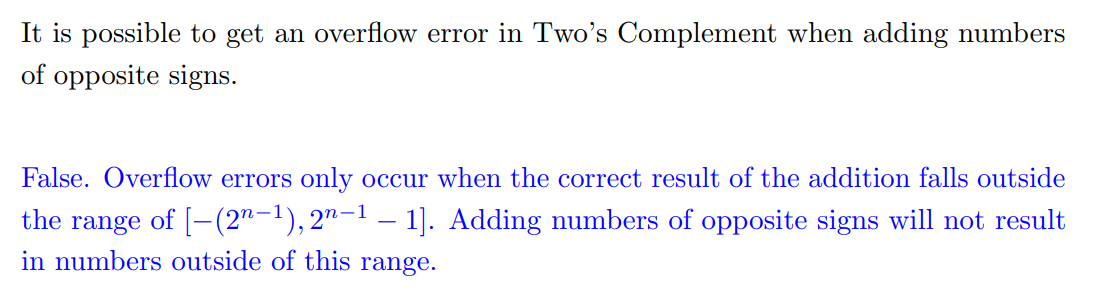 It is possible to get an overflow error in Two's Complement when adding numbers
of opposite signs.
False. Overflow errors only occur when the correct result of the addition falls outside
the range of [−(2ⁿ⁻¹), 2ⁿ⁻¹ − 1]. Adding numbers of opposite signs will not result
in numbers outside of this range.